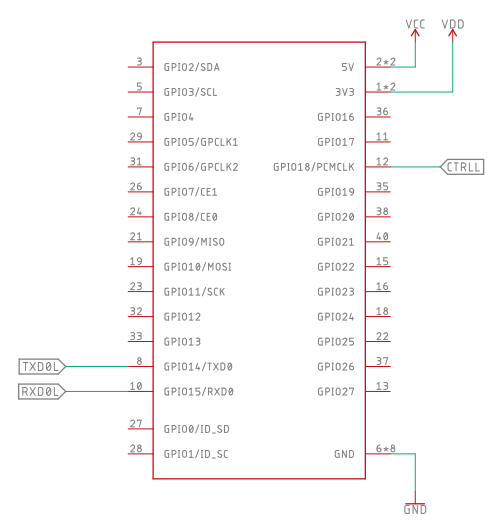 VCC VDD
3 GPIO2/SDA 5V 2*2
5 GPIO3/SCL 3V3 1*2
7 GPIO4 GPIO16 36
29 GPIO5/GPCLK1 GPIO17 11
31 GPIO6/GPCLK2 GPIO18/PCMCLK 12 CTRLL
26 GPIO7/CE1 GPIO19 35
24 GPIO8/CE0 GPIO20 38
21 GPIO9/MISO GPIO21 40
19 GPIO10/MOSI GPIO22 15
23 GPIO11/SCK GPIO23 16
32 GPIO12 GPIO24 18
33 GPIO13 GPIO25 22
TXD0L 8 GPIO14/TXD0 GPIO26 37
RXD0L 10 GPIO15/RXD0 GPIO27 13
27 GPIO0/ID_SD
28 GPIO1/ID_SC GND 6*8
GND